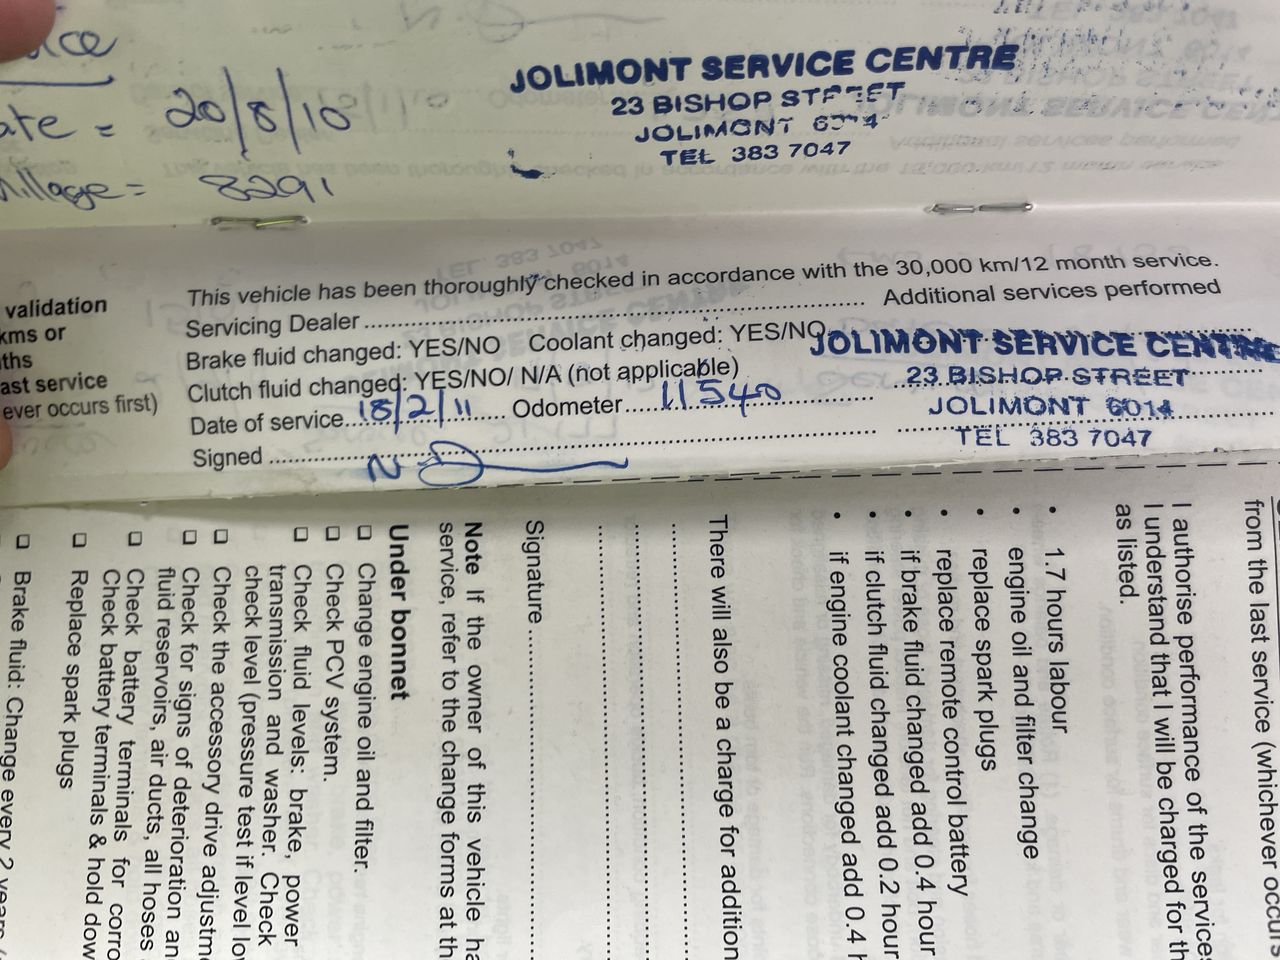 ate = 20/8/10
Millage = 8291
JOLIMONT SERVICE CENTRE
23 BISHOP STREET
JOLIMONT 6014
TEL 383 7047
validation
kms or
ths
ast service
ever occurs first)
This vehicle has been thoroughly checked in accordance with the 30,000 km/12 month service.
Servicing Dealer
Additional services performed
Brake fluid changed: YES/NO Coolant changed: YES/NO
Clutch fluid changed: YES/NO/ N/A (not applicable)
Date of service 18/2/11 Odometer 11540
Signed
JOLIMONT SERVICE CENTRE
23 BISHOP STREET
JOLIMONT 6014
TEL 383 7047
from the last service (whichever occurs
I authorise performance of the services
I understand that I will be charged for th
as listed.
• 1.7 hours labour
• engine oil and filter change
• replace spark plugs
• replace remote control battery
• if brake fluid changed add 0.4 hour
• if clutch fluid changed add 0.2 hour
• if engine coolant changed add 0.4 h
There will also be a charge for addition
Signature
Note If the owner of this vehicle ha
service, refer to the change forms at th
Under bonnet
❑ Change engine oil and filter.
❑ Check PCV system.
❑ Check fluid levels: brake, power
transmission and washer. Check
check level (pressure test if level lov
❑ Check the accessory drive adjustme
❑ Check for signs of deterioration and
fluid reservoirs, air ducts, all hoses
❑ Check battery terminals for corro
Check battery terminals & hold dow
❑ Replace spark plugs
❑ Brake fluid: Change every 2 years